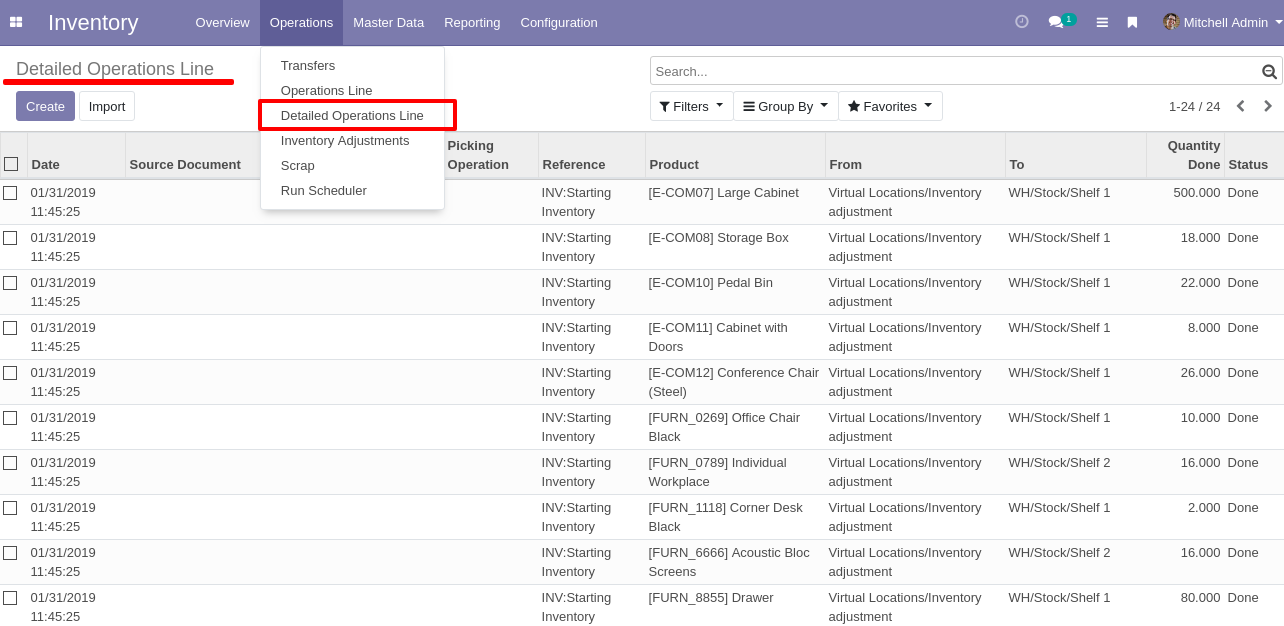 Inventory Overview Operations Master Data Reporting Configuration 1 Mitchell Admin
Detailed Operations Line
Search...
Create Import
Filters Group By Favorites 1-24 / 24
Transfers
Operations Line
Detailed Operations Line
Inventory Adjustments
Scrap
Run Scheduler
Date Source Document Picking Operation Reference Product From To Quantity Done Status
01/31/2019 INV:Starting [E-COM07] Large Cabinet Virtual Locations/Inventory WH/Stock/Shelf 1 500.000 Done
11:45:25 Inventory adjustment
01/31/2019 INV:Starting [E-COM08] Storage Box Virtual Locations/Inventory WH/Stock/Shelf 1 18.000 Done
11:45:25 Inventory adjustment
01/31/2019 INV:Starting [E-COM10] Pedal Bin Virtual Locations/Inventory WH/Stock/Shelf 1 22.000 Done
11:45:25 Inventory adjustment
01/31/2019 INV:Starting [E-COM11] Cabinet with Virtual Locations/Inventory WH/Stock/Shelf 1 8.000 Done
11:45:25 Inventory Doors adjustment
01/31/2019 INV:Starting [E-COM12] Conference Chair Virtual Locations/Inventory WH/Stock/Shelf 1 26.000 Done
11:45:25 Inventory (Steel) adjustment
01/31/2019 INV:Starting [FURN_0269] Office Chair Virtual Locations/Inventory WH/Stock/Shelf 1 10.000 Done
11:45:25 Inventory Black adjustment
01/31/2019 INV:Starting [FURN_0789] Individual Virtual Locations/Inventory WH/Stock/Shelf 2 16.000 Done
11:45:25 Inventory Workplace adjustment
01/31/2019 INV:Starting [FURN_1118] Corner Desk Virtual Locations/Inventory WH/Stock/Shelf 1 2.000 Done
11:45:25 Inventory Black adjustment
01/31/2019 INV:Starting [FURN_6666] Acoustic Bloc Virtual Locations/Inventory WH/Stock/Shelf 2 16.000 Done
11:45:25 Inventory Screens adjustment
01/31/2019 INV:Starting [FURN_8855] Drawer Virtual Locations/Inventory WH/Stock/Shelf 1 80.000 Done
11:45:25 Inventory adjustment